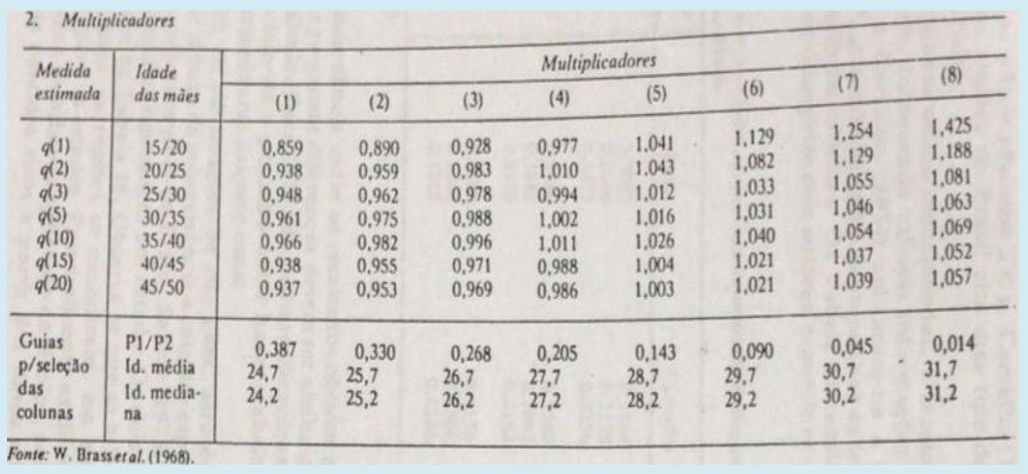 2. Multiplicadores
Medida estimada Idade das mães Multiplicadores
(1) (2) (3) (4) (5) (6) (7) (8)
q(1) 15/20 0,859 0,890 0,928 0,977 1.041 1,129 1,254 1,425
q(2) 20/25 0,938 0,959 0,983 1,010 1,043 1,082 1,129 1,188
q(3) 25/30 0,948 0,962 0,978 0,994 1,012 1,033 1,055 1,081
q(5) 30/35 0,961 0,975 0,988 1,002 1,016 1,031 1,046 1,063
q(10) 35/40 0,966 0,982 0,996 1,011 1,026 1,040 1,054 1,069
q(15) 40/45 0,938 0,955 0,971 0,988 1,004 1,021 1,037 1,052
q(20) 45/50 0,937 0,953 0,969 0,986 1,003 1,021 1,039 1,057
Guias P1/P2 0,387 0,330 0,268 0,205 0,143 0,090 0,045 0,014
p/seleção Id. média 24,7 25,7 26,7 27,7 28,7 29,7 30,7 31,7
das Id. media- 24,2 25,2 26,2 27,2 28,2 29,2 30,2 31,2
colunas na
Fonte: W. Brass et al. (1968).